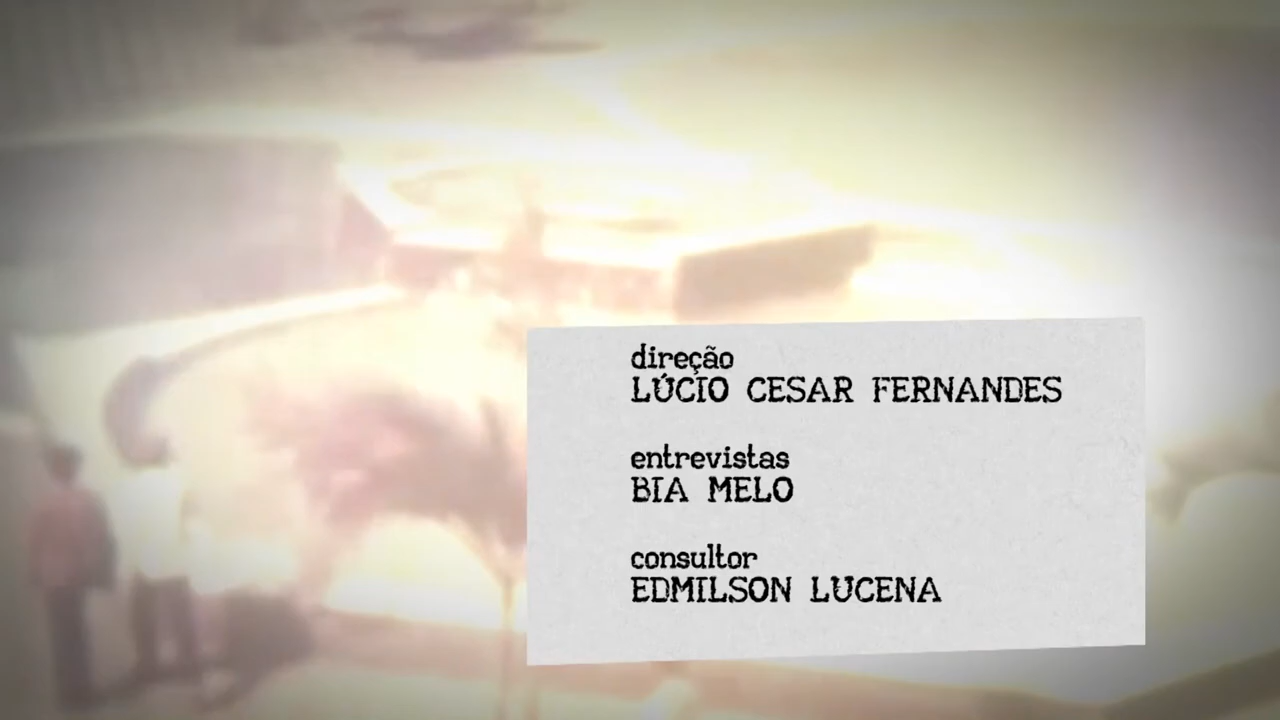 direção
LÚCIO CESAR FERNANDES
entrevistas
BIA MELO
consultor
EDMILSON LUCENA